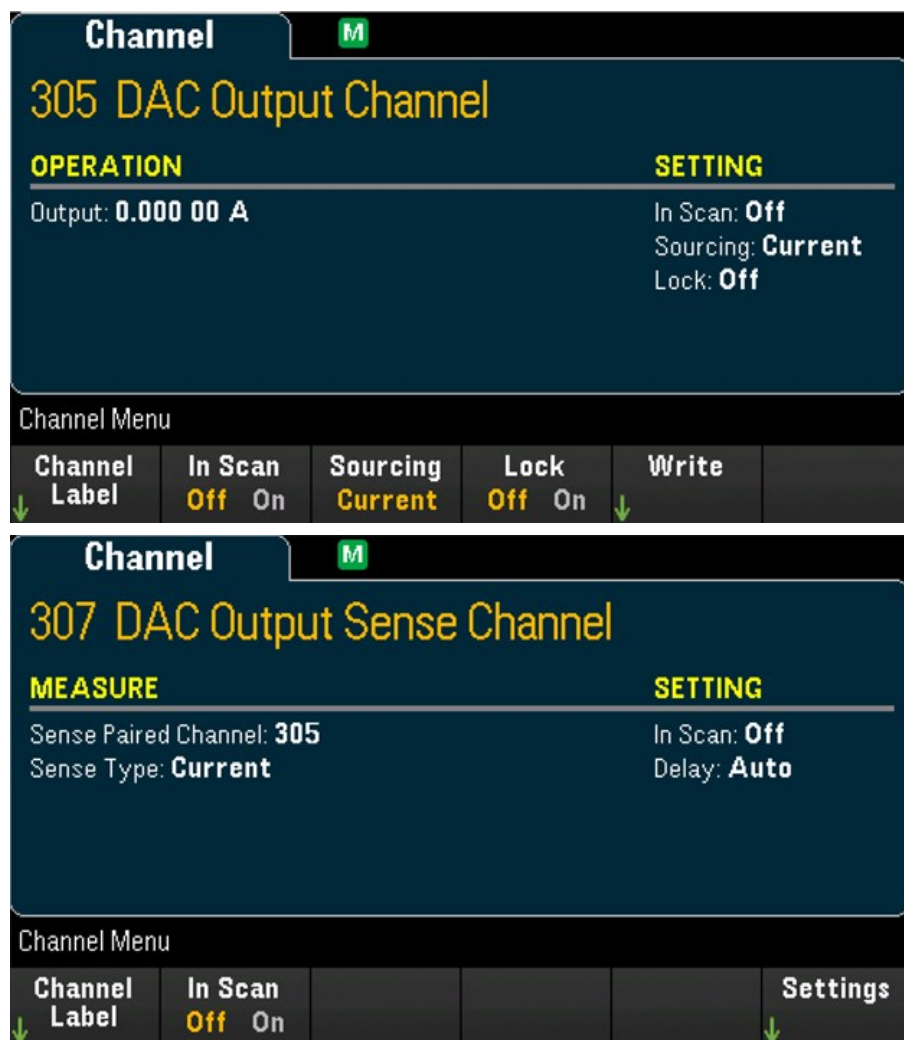 Channel M
305 DAC Output Channel
OPERATION SETTING
Output: 0.000 00 A In Scan: Off
Sourcing: Current
Lock: Off
Channel Menu
Channel Label In Scan Off On Sourcing Current Lock Off On Write
Channel M
307 DAC Output Sense Channel
MEASURE SETTING
Sense Paired Channel: 305 In Scan: Off
Sense Type: Current Delay: Auto
Channel Menu
Channel Label In Scan Off On Settings